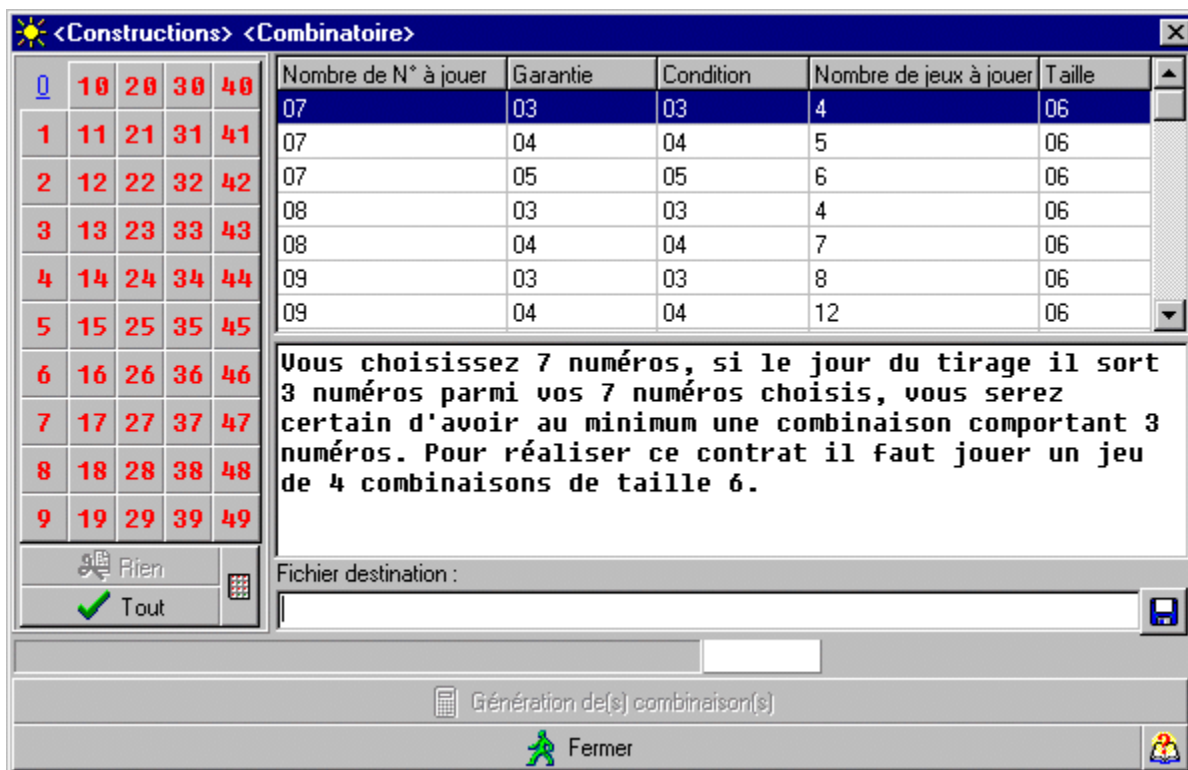 <Constructions> <Combinatoire>
0 10 20 30 40
1 11 21 31 41
2 12 22 32 42
3 13 23 33 43
4 14 24 34 44
5 15 25 35 45
6 16 26 36 46
7 17 27 37 47
8 18 28 38 48
9 19 29 39 49
Rien
Tout
Nombre de N° à jouer Garantie Condition Nombre de jeux à jouer Taille
07 03 03 4 06
07 04 04 5 06
07 05 05 6 06
08 03 03 4 06
08 04 04 7 06
09 03 03 8 06
09 04 04 12 06
Vous choisissez 7 numéros, si le jour du tirage il sort
3 numéros parmi vos 7 numéros choisis, vous serez
certain d'avoir au minimum une combinaison comportant 3
numéros. Pour réaliser ce contrat il faut jouer un jeu
de 4 combinaisons de taille 6.
Fichier destination :
Génération de(s) combinaison(s)
Fermer